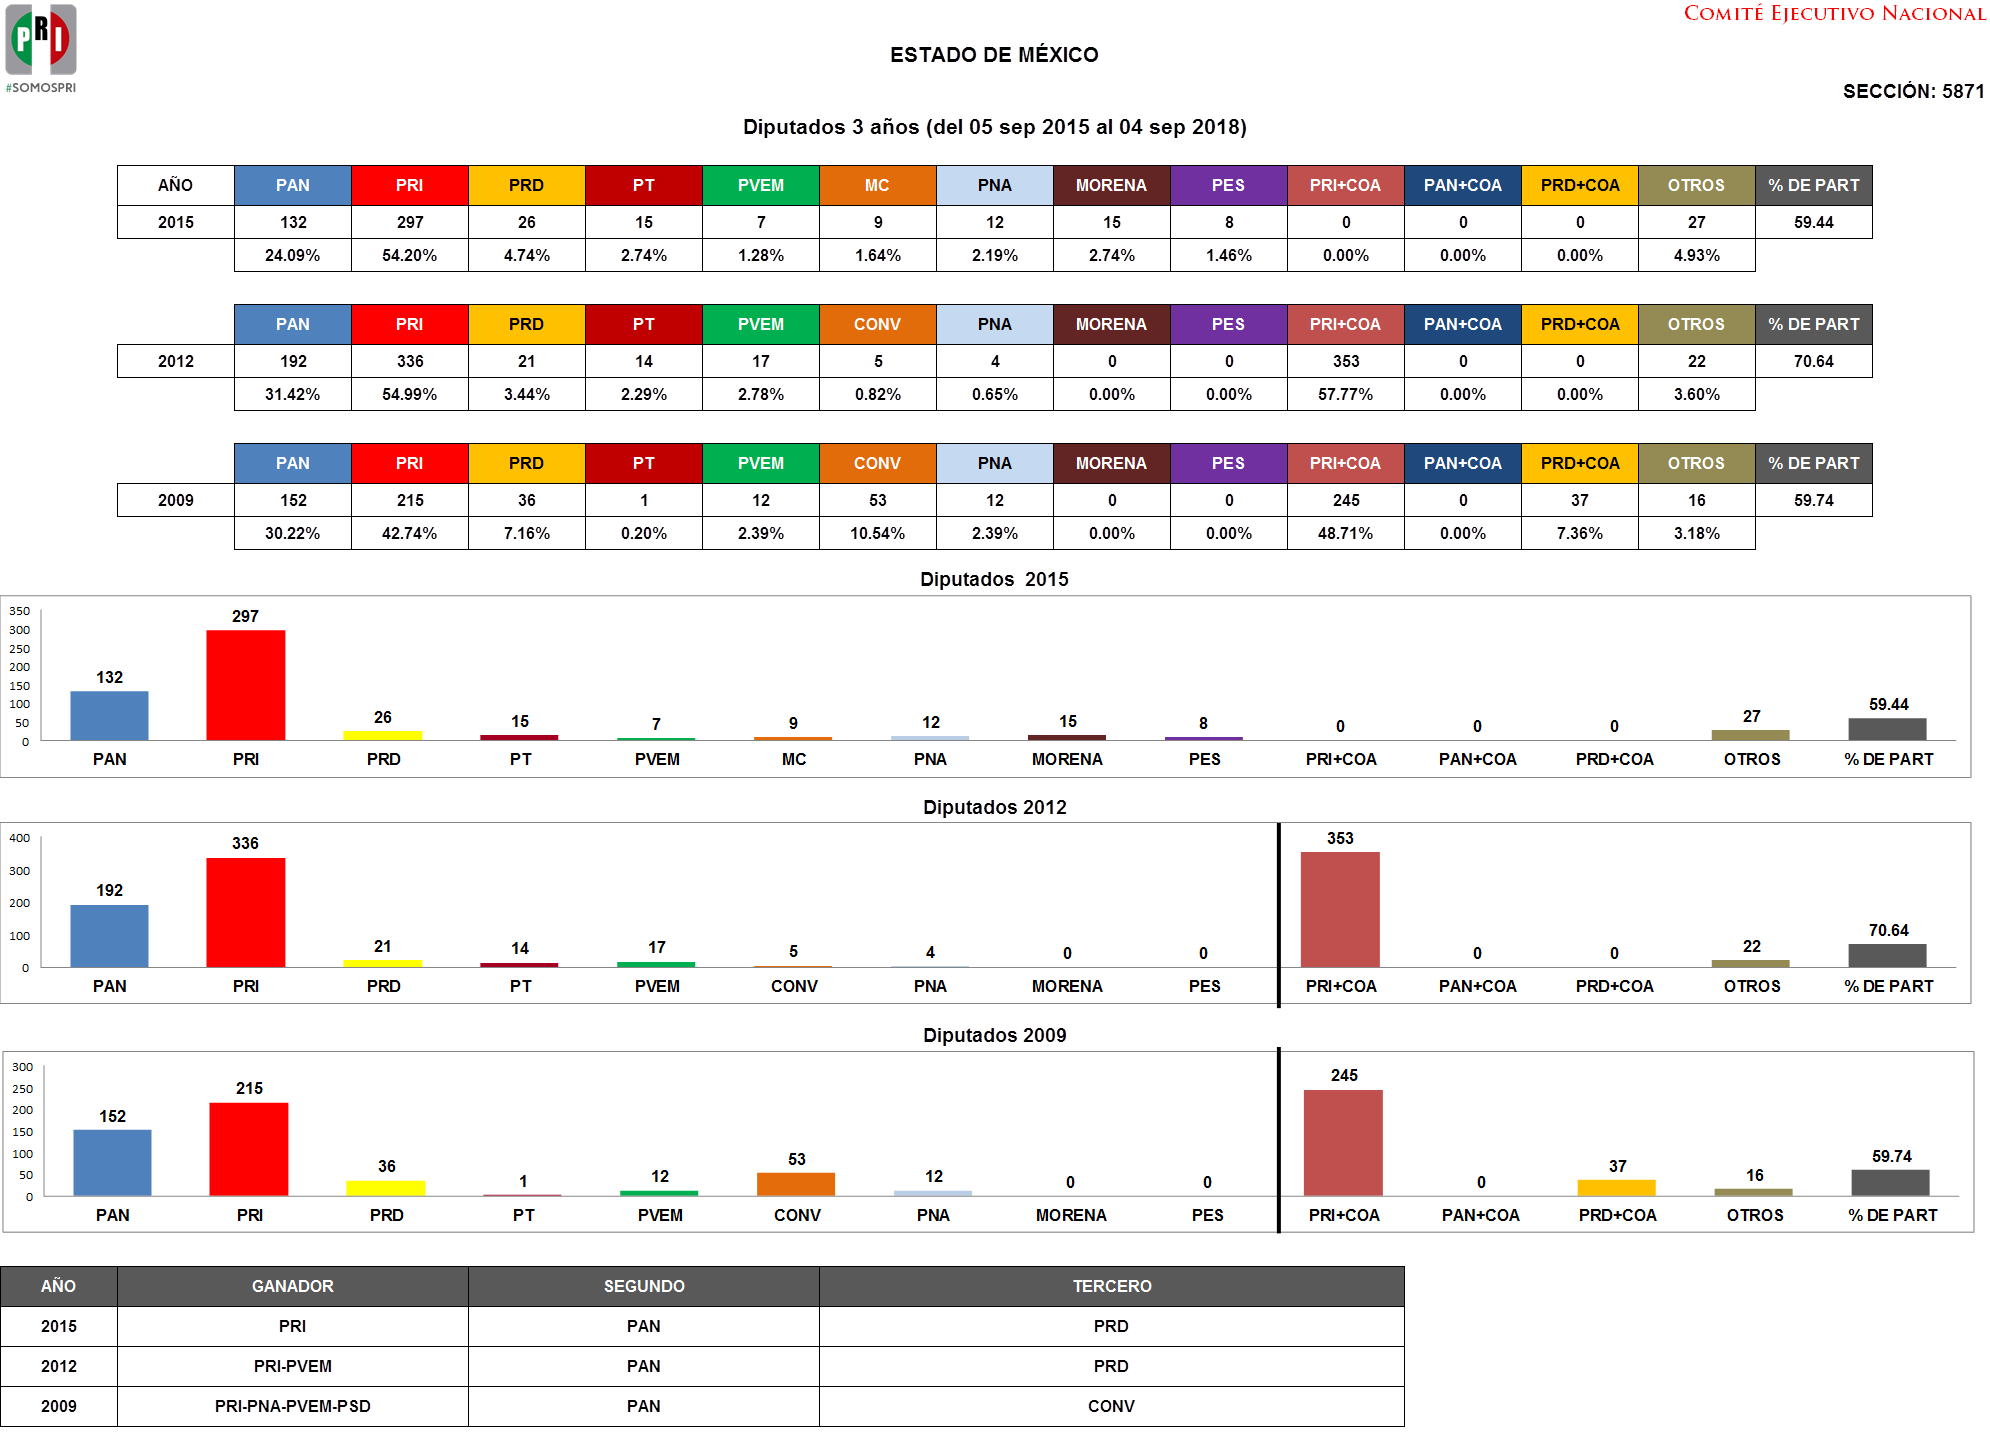 PRI
#SOMOSPRI
COMITÉ EJECUTIVO NACIONAL
ESTADO DE MÉXICO
SECCIÓN: 5871
Diputados 3 años (del 05 sep 2015 al 04 sep 2018)
AÑO PAN PRI PRD PT PVEM MC PNA MORENA PES PRI+COA PAN+COA PRD+COA OTROS % DE PART
2015 132 297 26 15 7 9 12 15 8 0 0 0 27 59.44
24.09% 54.20% 4.74% 2.74% 1.28% 1.64% 2.19% 2.74% 1.46% 0.00% 0.00% 0.00% 4.93%
PAN PRI PRD PT PVEM CONV PNA MORENA PES PRI+COA PAN+COA PRD+COA OTROS % DE PART
2012 192 336 21 14 17 5 4 0 0 353 0 0 22 70.64
31.42% 54.99% 3.44% 2.29% 2.78% 0.82% 0.65% 0.00% 0.00% 57.77% 0.00% 0.00% 3.60%
PAN PRI PRD PT PVEM CONV PNA MORENA PES PRI+COA PAN+COA PRD+COA OTROS % DE PART
2009 152 215 36 1 12 53 12 0 0 245 0 37 16 59.74
30.22% 42.74% 7.16% 0.20% 2.39% 10.54% 2.39% 0.00% 0.00% 48.71% 0.00% 7.36% 3.18%
Diputados 2015
350
300
250
200
150
100
50
0
132 297 26 15 7 9 12 15 8 0 0 0 27 59.44
PAN PRI PRD PT PVEM MC PNA MORENA PES PRI+COA PAN+COA PRD+COA OTROS % DE PART
Diputados 2012
400
300
200
100
0
192 336 21 14 17 5 4 0 0 353 0 0 22 70.64
PAN PRI PRD PT PVEM CONV PNA MORENA PES PRI+COA PAN+COA PRD+COA OTROS % DE PART
Diputados 2009
300
250
200
150
100
50
0
152 215 36 1 12 53 12 0 0 245 0 37 16 59.74
PAN PRI PRD PT PVEM CONV PNA MORENA PES PRI+COA PAN+COA PRD+COA OTROS % DE PART
AÑO GANADOR SEGUNDO TERCERO
2015 PRI PAN PRD
2012 PRI-PVEM PAN PRD
2009 PRI-PNA-PVEM-PSD PAN CONV